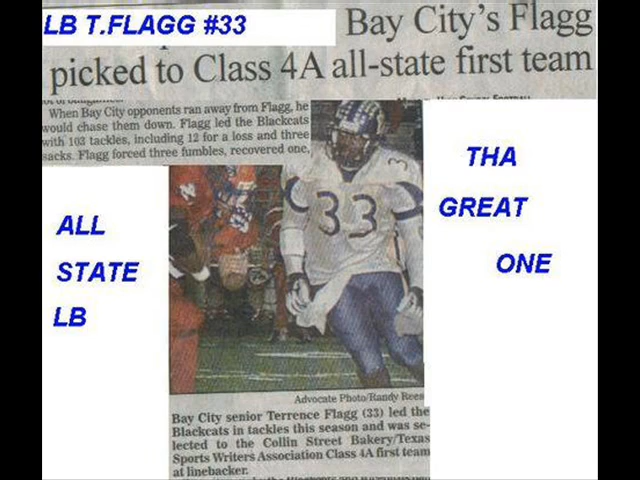 LB T.FLAGG #33
Bay City's Flagg
picked to Class 4A all-state first team
When Bay City opponents ran away from Flagg, he
would chase them down. Flagg led the Blackcats
with 103 tackles, including 12 for a loss and three
sacks. Flagg forced three fumbles, recovered one,
THA
GREAT
ONE
ALL
STATE
LB
33
3
Advocate Photo/Randy Rees
Bay City senior Terrence Flagg (33) led the
Blackcats in tackles this season and was se-
lected to the Collin Street Bakery/Texas
Sports Writers Association Class 4A first team
at linebacker.